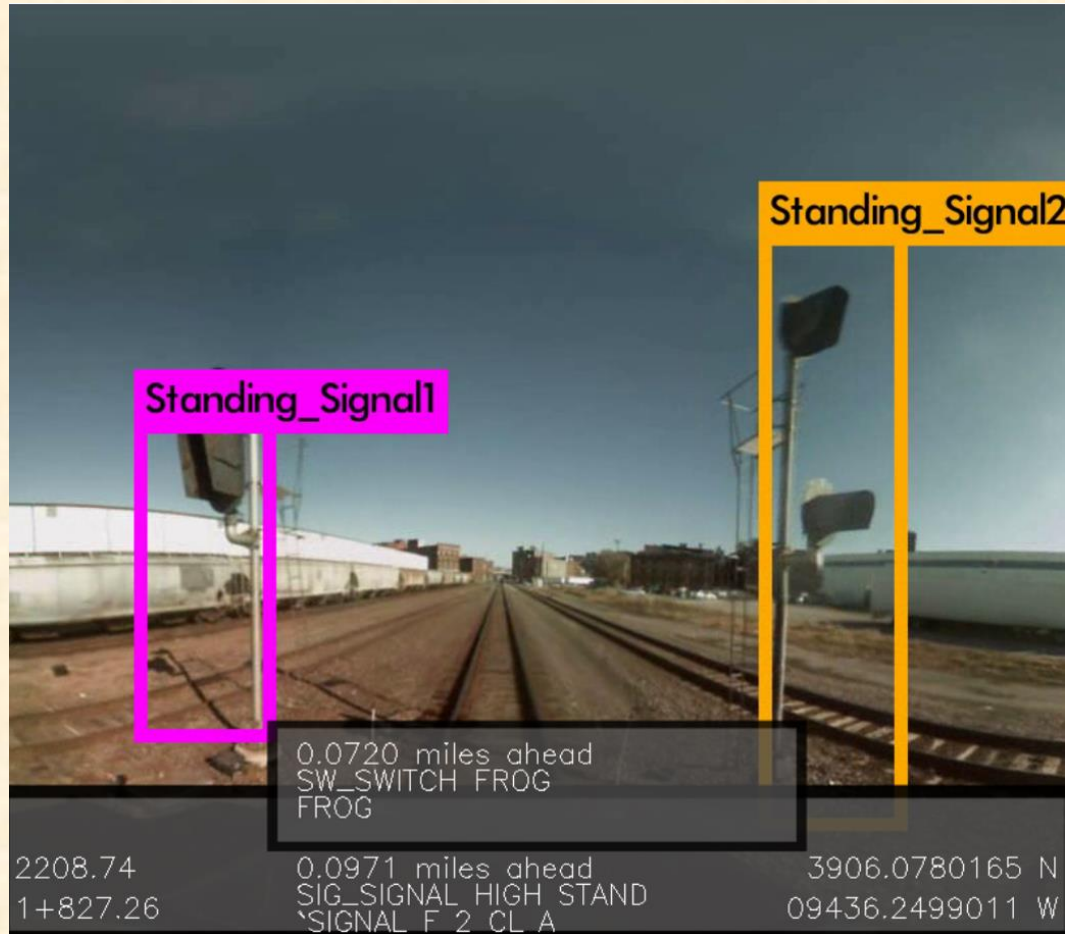 Standing_Signal2
Standing_Signal1
0.0720 miles ahead
SW_SWITCH FROG
FROG
2208.74
0.0971 miles ahead
3906.0780165 N
1+827.26
SIG_SIGNAL HIGH STAND
09436.2499011 W
`SIGNAL F 2 CL A